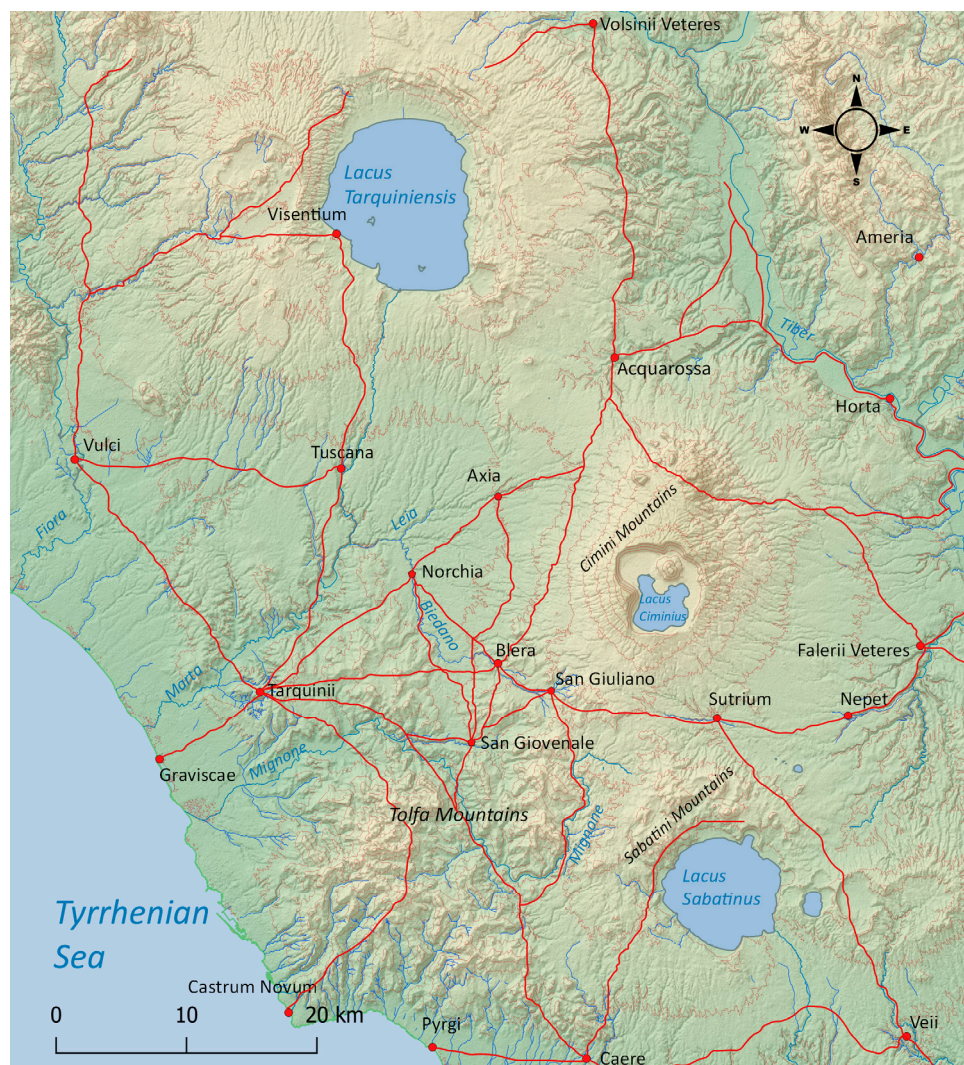 Volsinii Veteres
N
W
E
S
Lacus
Tarquiniensis
Visentium
Ameria
Tiber
Acquarossa
Horta
Vulci
Tuscana
Axia
Cimini Mountains
Fiora
Leia
Norchia
Lacus
Ciminius
Biedano
Blera
Falerii Veteres
San Giuliano
Marta
Tarquinii
Sutrium
Nepet
San Giovenale
Mignone
Graviscae
Tolfa Mountains
Mignone
Sabatini Mountains
Lacus
Sabatinus
Tyrrhenian
Sea
Castrum Novum
0
10
20 km
Pyrgi
Veii
Caere